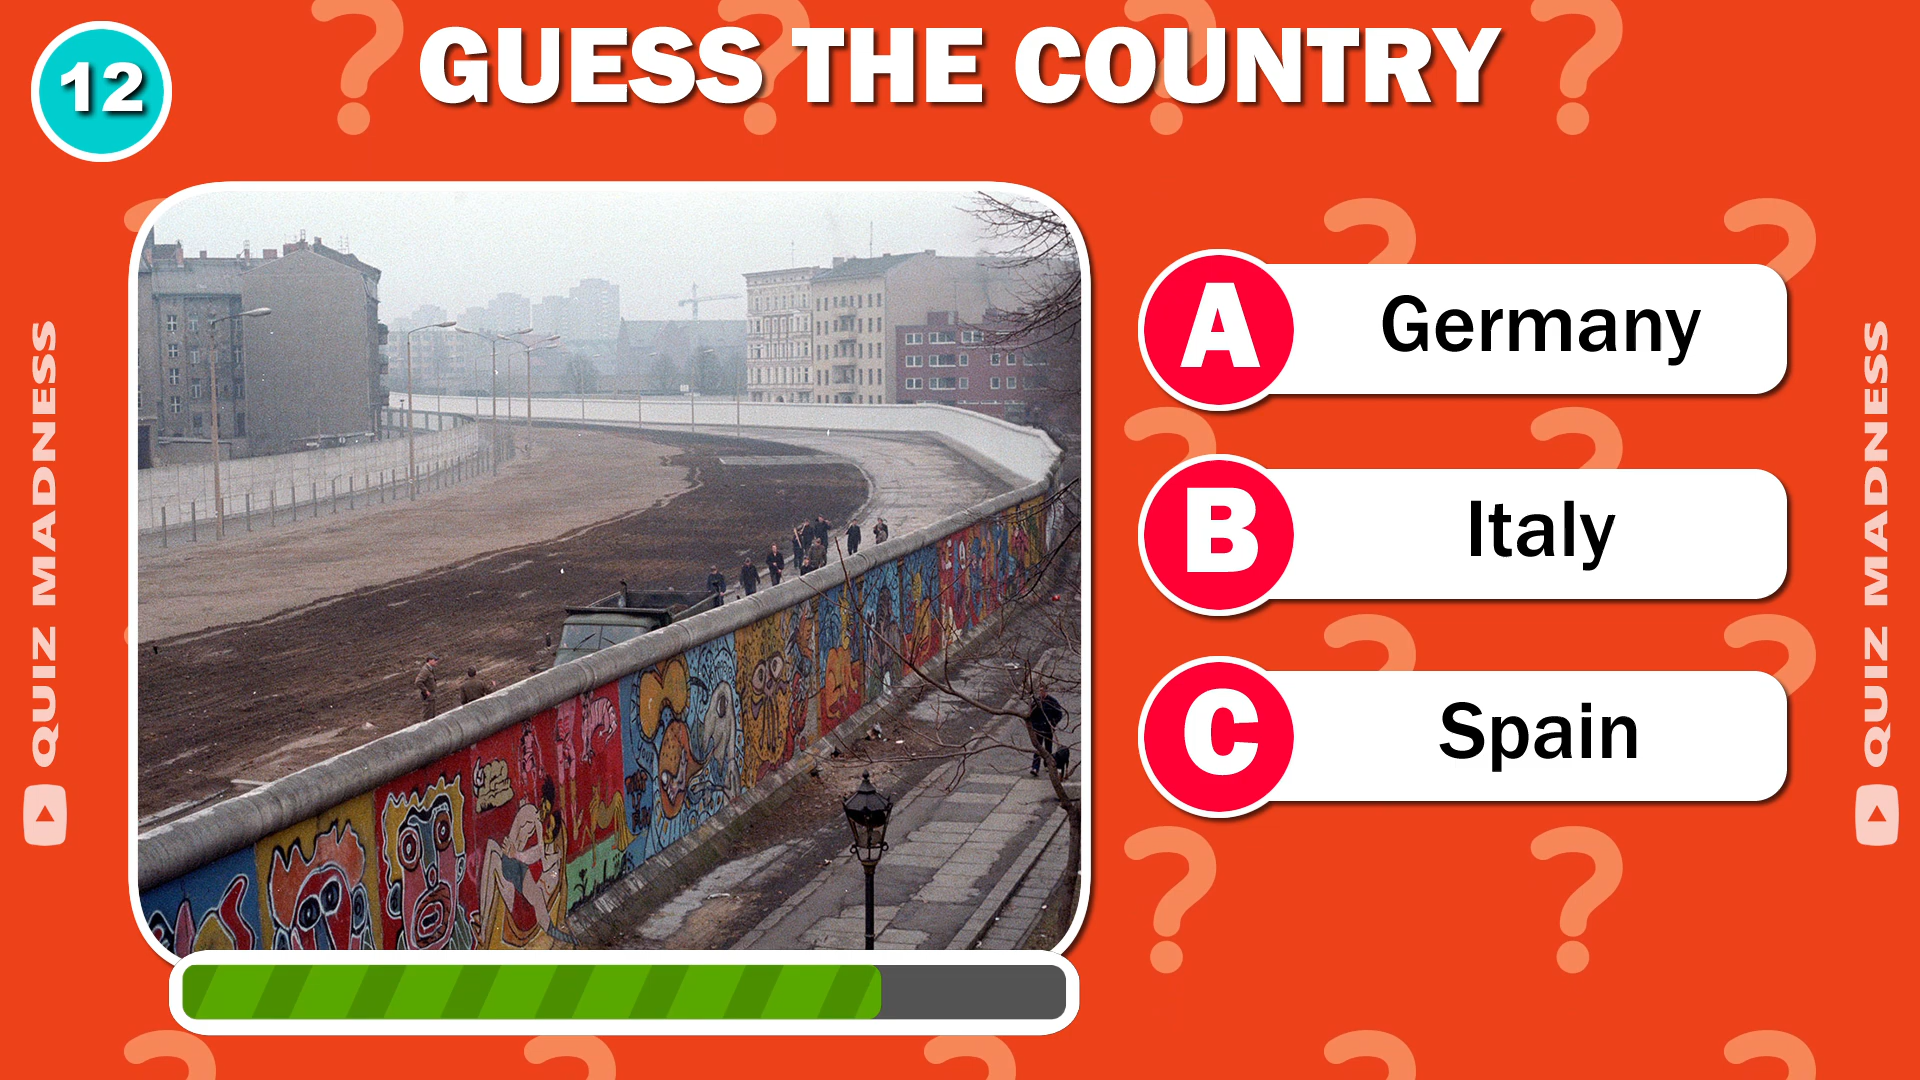 12
GUESS THE COUNTRY
A Germany
B Italy
C Spain
QUIZ MADNESS
QUIZ MADNESS